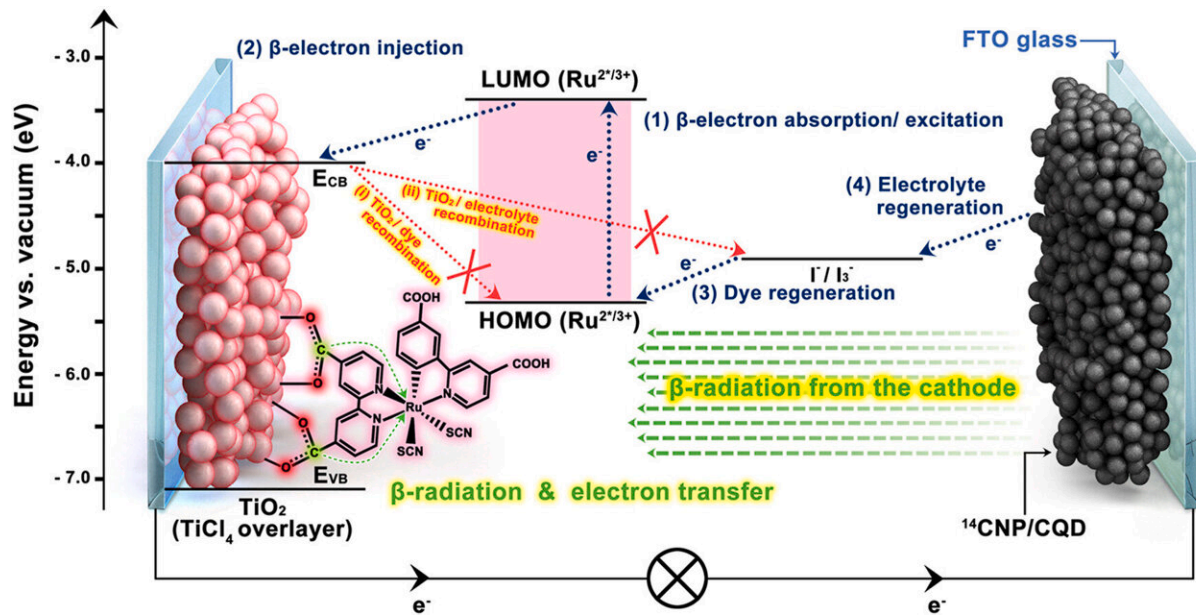 Energy vs. vacuum (eV)
- 3.0
- 4.0
- 5.0
- 6.0
- 7.0
(2) β-electron injection
FTO glass
LUMO (Ru²*/³⁺)
(1) β-electron absorption/ excitation
e⁻
e⁻
E_CB
(i) TiO₂/ dye
recombination
(ii) TiO₂/ electrolyte
recombination
(4) Electrolyte
regeneration
e⁻
e⁻
I⁻/ I₃⁻
(3) Dye regeneration
HOMO (Ru²*/³⁺)
COOH
COOH
O
C
O
N
N
N
Ru
SCN
SCN
O
C
O
E_VB
β-radiation from the cathode
β-radiation & electron transfer
TiO₂
(TiCl₄ overlayer)
¹⁴CNP/CQD
e⁻
e⁻